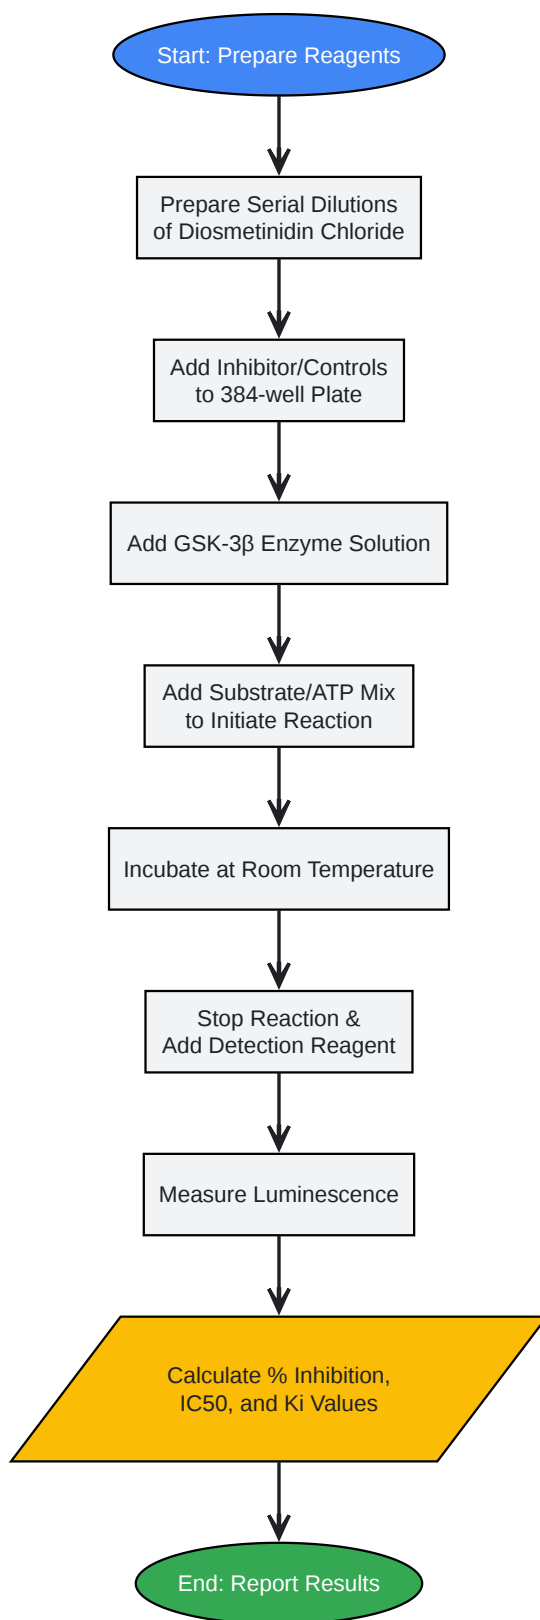 Start: Prepare Reagents
Prepare Serial Dilutions
of Diosmetinidin Chloride
Add Inhibitor/Controls
to 384-well Plate
Add GSK-3β Enzyme Solution
Add Substrate/ATP Mix
to Initiate Reaction
Incubate at Room Temperature
Stop Reaction &
Add Detection Reagent
Measure Luminescence
Calculate % Inhibition,
IC50, and Ki Values
End: Report Results